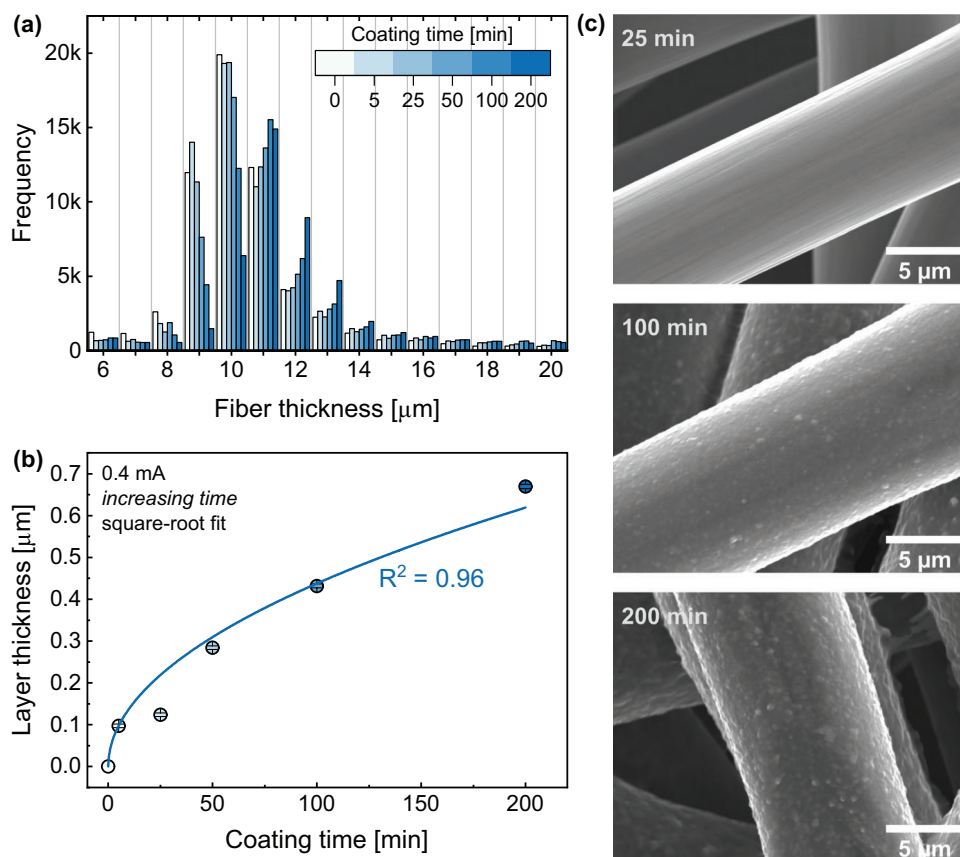 (a)
Coating time [min]
0 5 25 50 100 200
20k
15k
10k
5k
0
Frequency
6 8 10 12 14 16 18 20
Fiber thickness [μm]
(b)
0.4 mA
increasing time
square-root fit
R² = 0.96
0.7
0.6
0.5
0.4
0.3
0.2
0.1
0.0
Layer thickness [μm]
0 50 100 150 200
Coating time [min]
(c)
25 min
5 μm
100 min
5 μm
200 min
5 μm